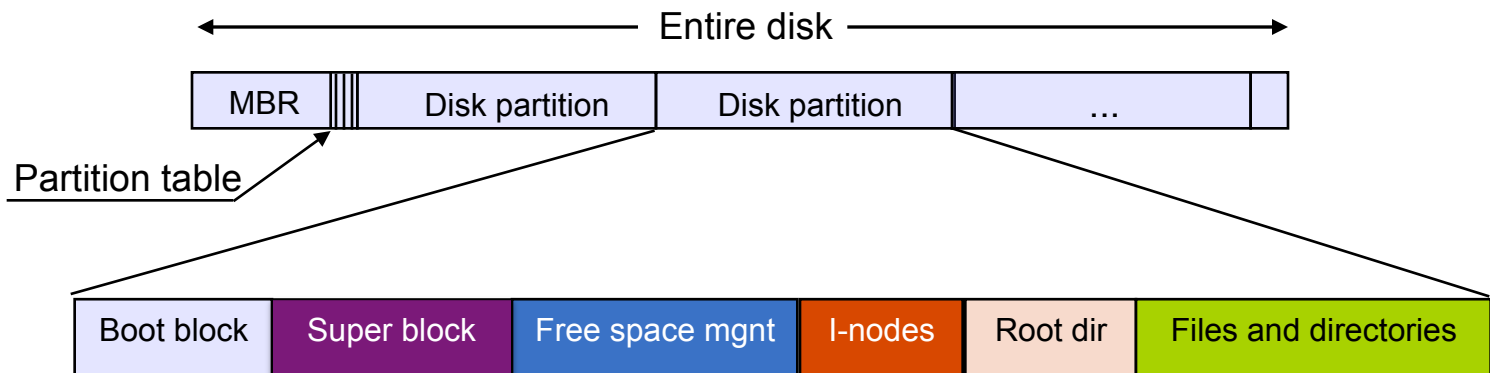 Entire disk
MBR Disk partition Disk partition ...
Partition table
Boot block Super block Free space mgnt I-nodes Root dir Files and directories